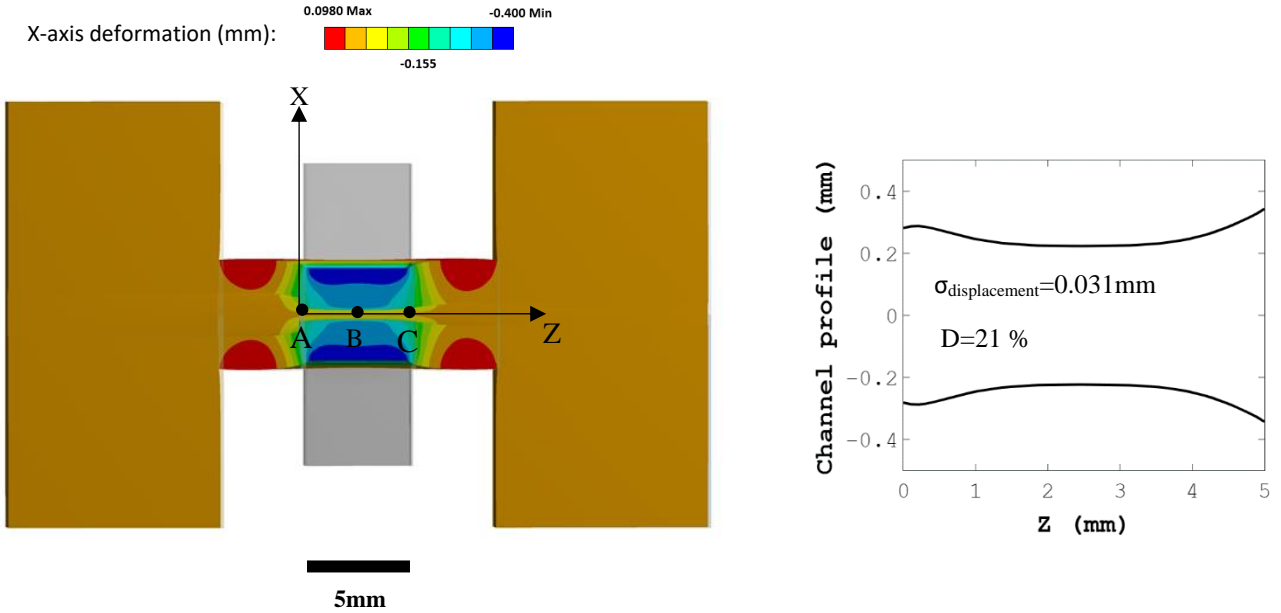 0.0980 Max
-0.400 Min
X-axis deformation (mm):
-0.155
X
A
B
C
Z
5mm
Channel profile (mm)
0.4
0.2
0
-0.2
-0.4
σdisplacement=0.031mm
D=21 %
0
1
2
3
4
5
Z (mm)